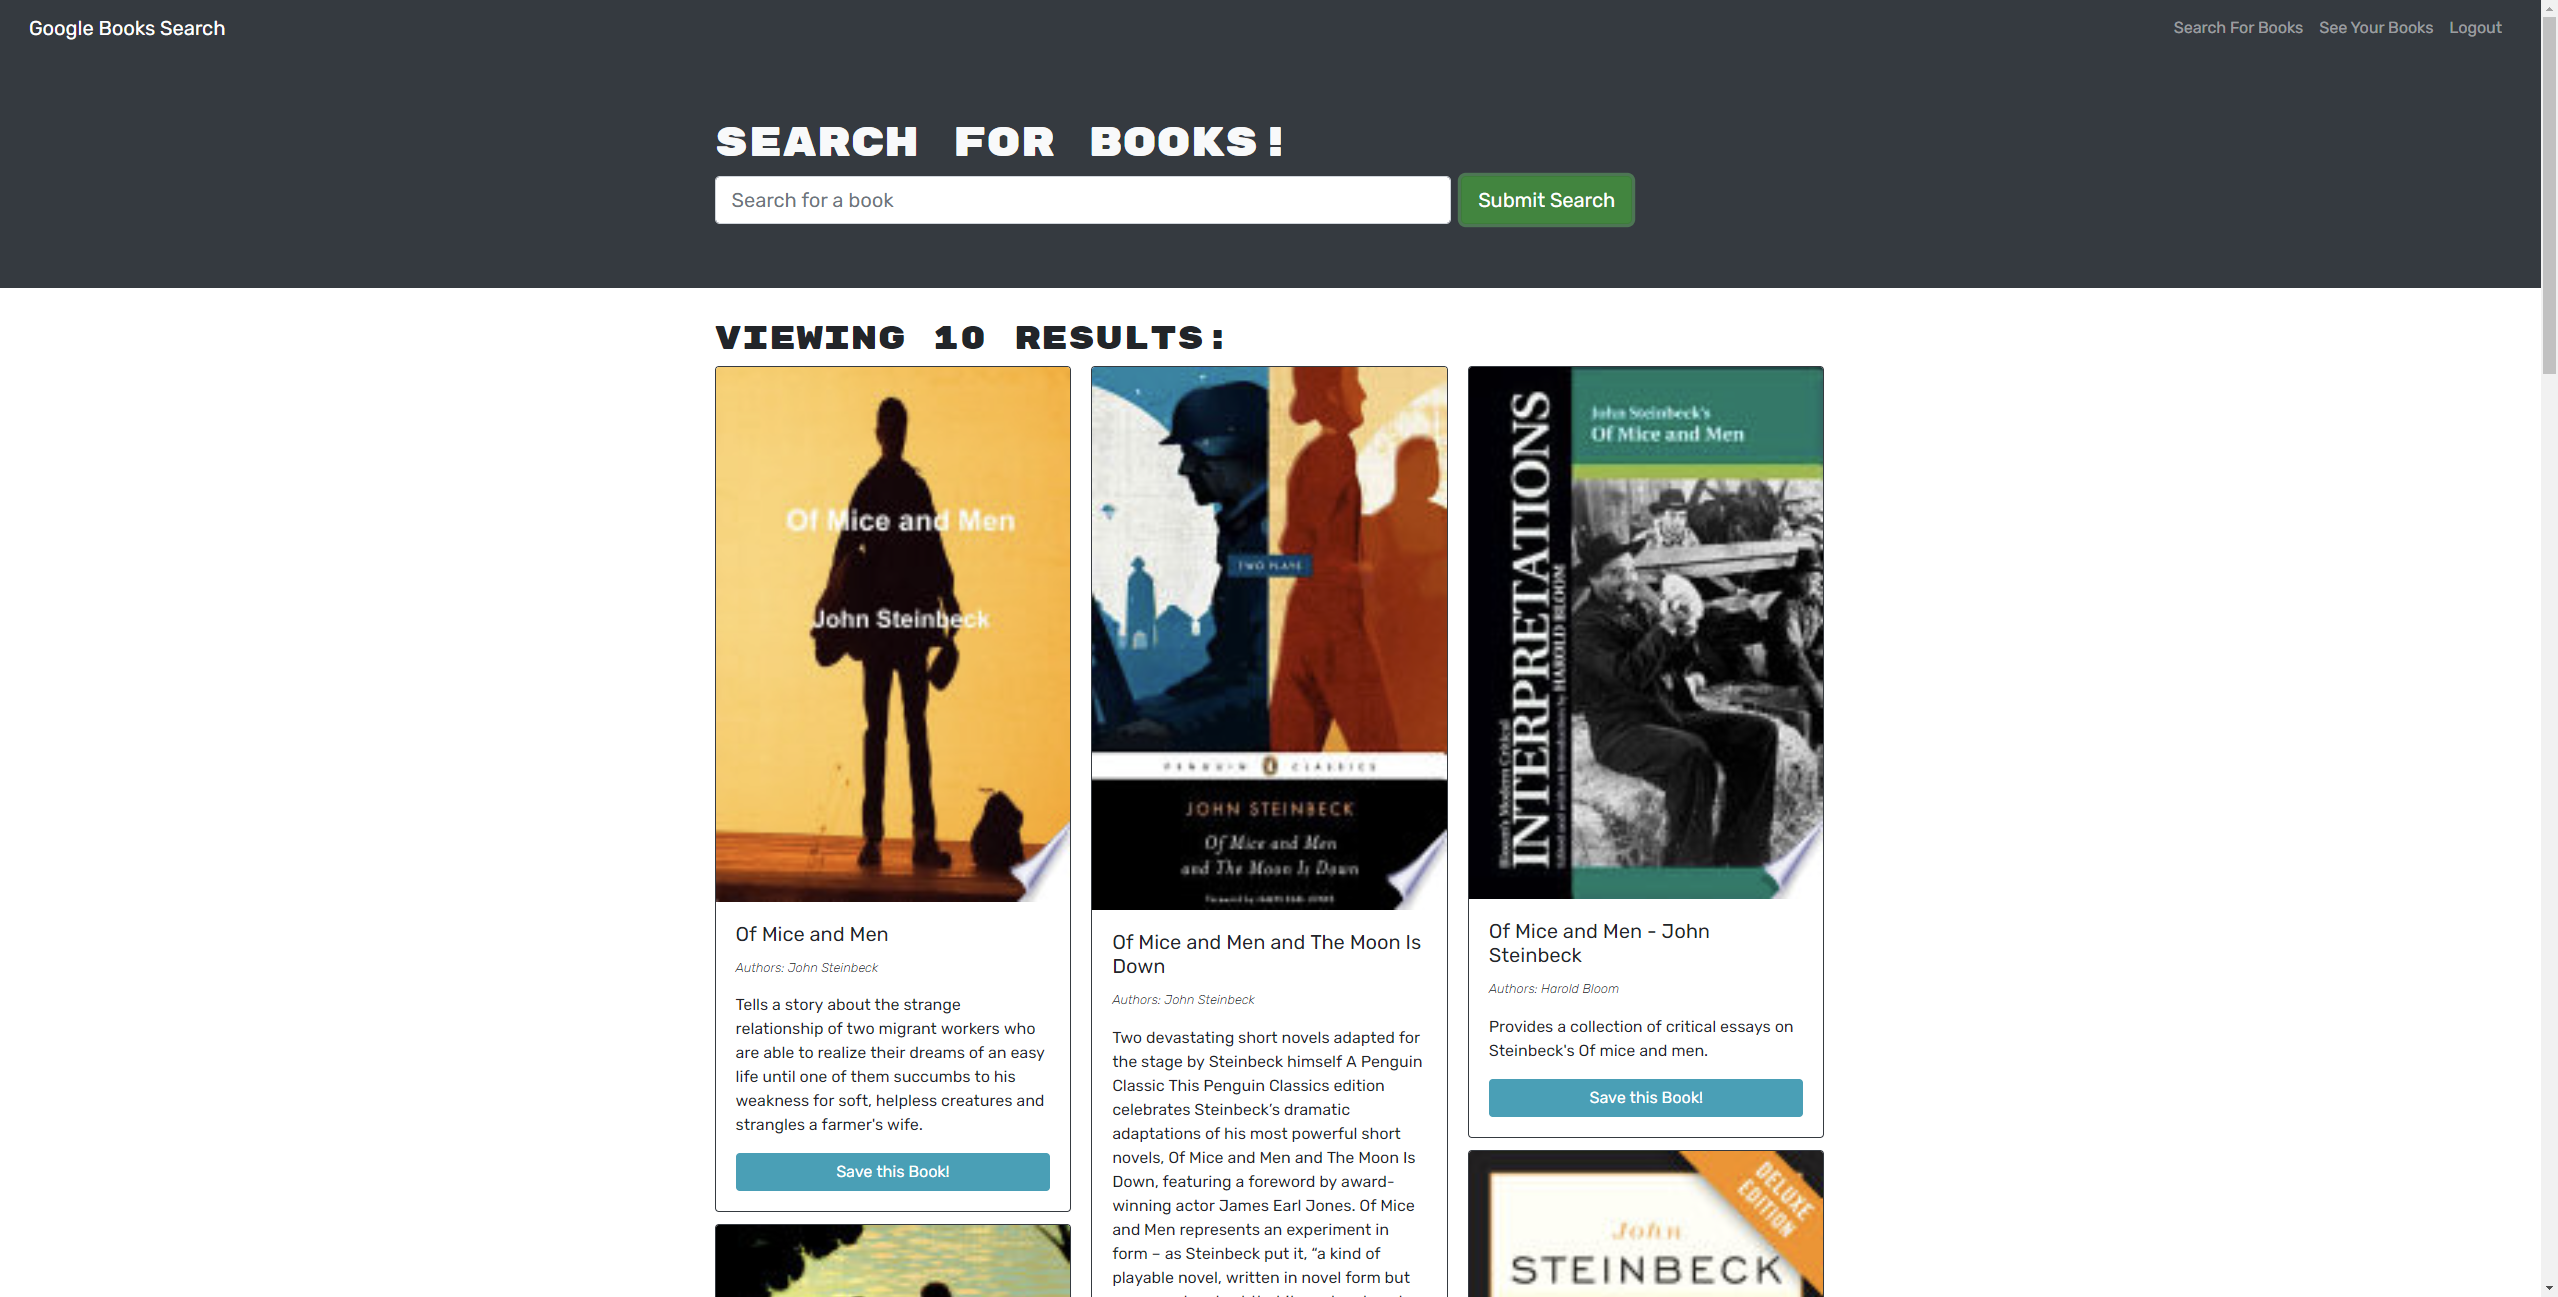 Google Books Search
Search For Books
See Your Books
Logout
SEARCH FOR BOOKS!
Search for a book
Submit Search
VIEWING 10 RESULTS:
Of Mice and Men
John Steinbeck
Of Mice and Men
Authors: John Steinbeck
Tells a story about the strange
relationship of two migrant workers who
are able to realize their dreams of an easy
life until one of them succumbs to his
weakness for soft, helpless creatures and
strangles a farmer's wife.
Save this Book!
TWO PLAYS
PENGUIN CLASSICS
JOHN STEINBECK
Of Mice and Men
and The Moon Is Down
Foreword by JAMES EARL JONES
Of Mice and Men and The Moon Is
Down
Authors: John Steinbeck
Two devastating short novels adapted for
the stage by Steinbeck himself A Penguin
Classic This Penguin Classics edition
celebrates Steinbeck’s dramatic
adaptations of his most powerful short
novels, Of Mice and Men and The Moon Is
Down, featuring a foreword by award-
winning actor James Earl Jones. Of Mice
and Men represents an experiment in
form – as Steinbeck put it, “a kind of
playable novel, written in novel form but
Bloom's Modern Critical
INTERPRETATIONS
Edited and with an Introduction by HAROLD BLOOM
John Steinbeck's
Of Mice and Men
Of Mice and Men - John
Steinbeck
Authors: Harold Bloom
Provides a collection of critical essays on
Steinbeck's Of mice and men.
Save this Book!
DELUXE
EDITION
John
STEINBECK